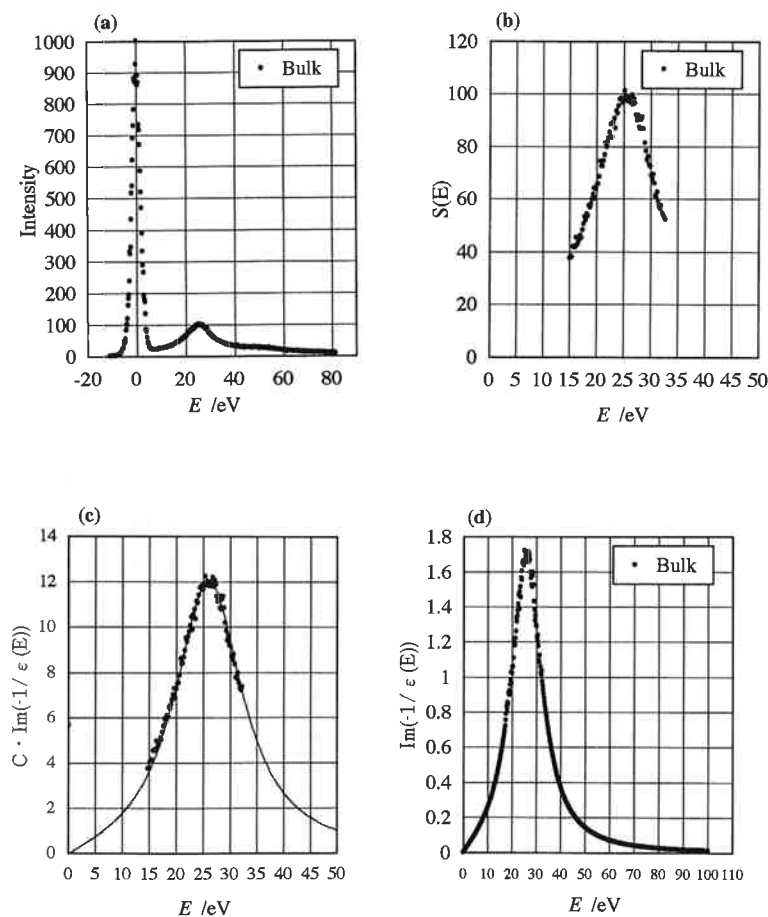 (a)
1000
900
800
700
600
500
400
300
200
100
0
Intensity
Bulk
-20 0 20 40 60 80
E /eV
(b)
120
100
80
60
40
20
0
S(E)
Bulk
0 5 10 15 20 25 30 35 40 45 50
E /eV
(c)
14
12
10
8
6
4
2
0
C・Im(-1/ε(E))
0 5 10 15 20 25 30 35 40 45 50
E /eV
(d)
1.8
1.6
1.4
1.2
1
0.8
0.6
0.4
0.2
0
Im(-1/ε(E))
Bulk
0 10 20 30 40 50 60 70 80 90 100 110
E /eV